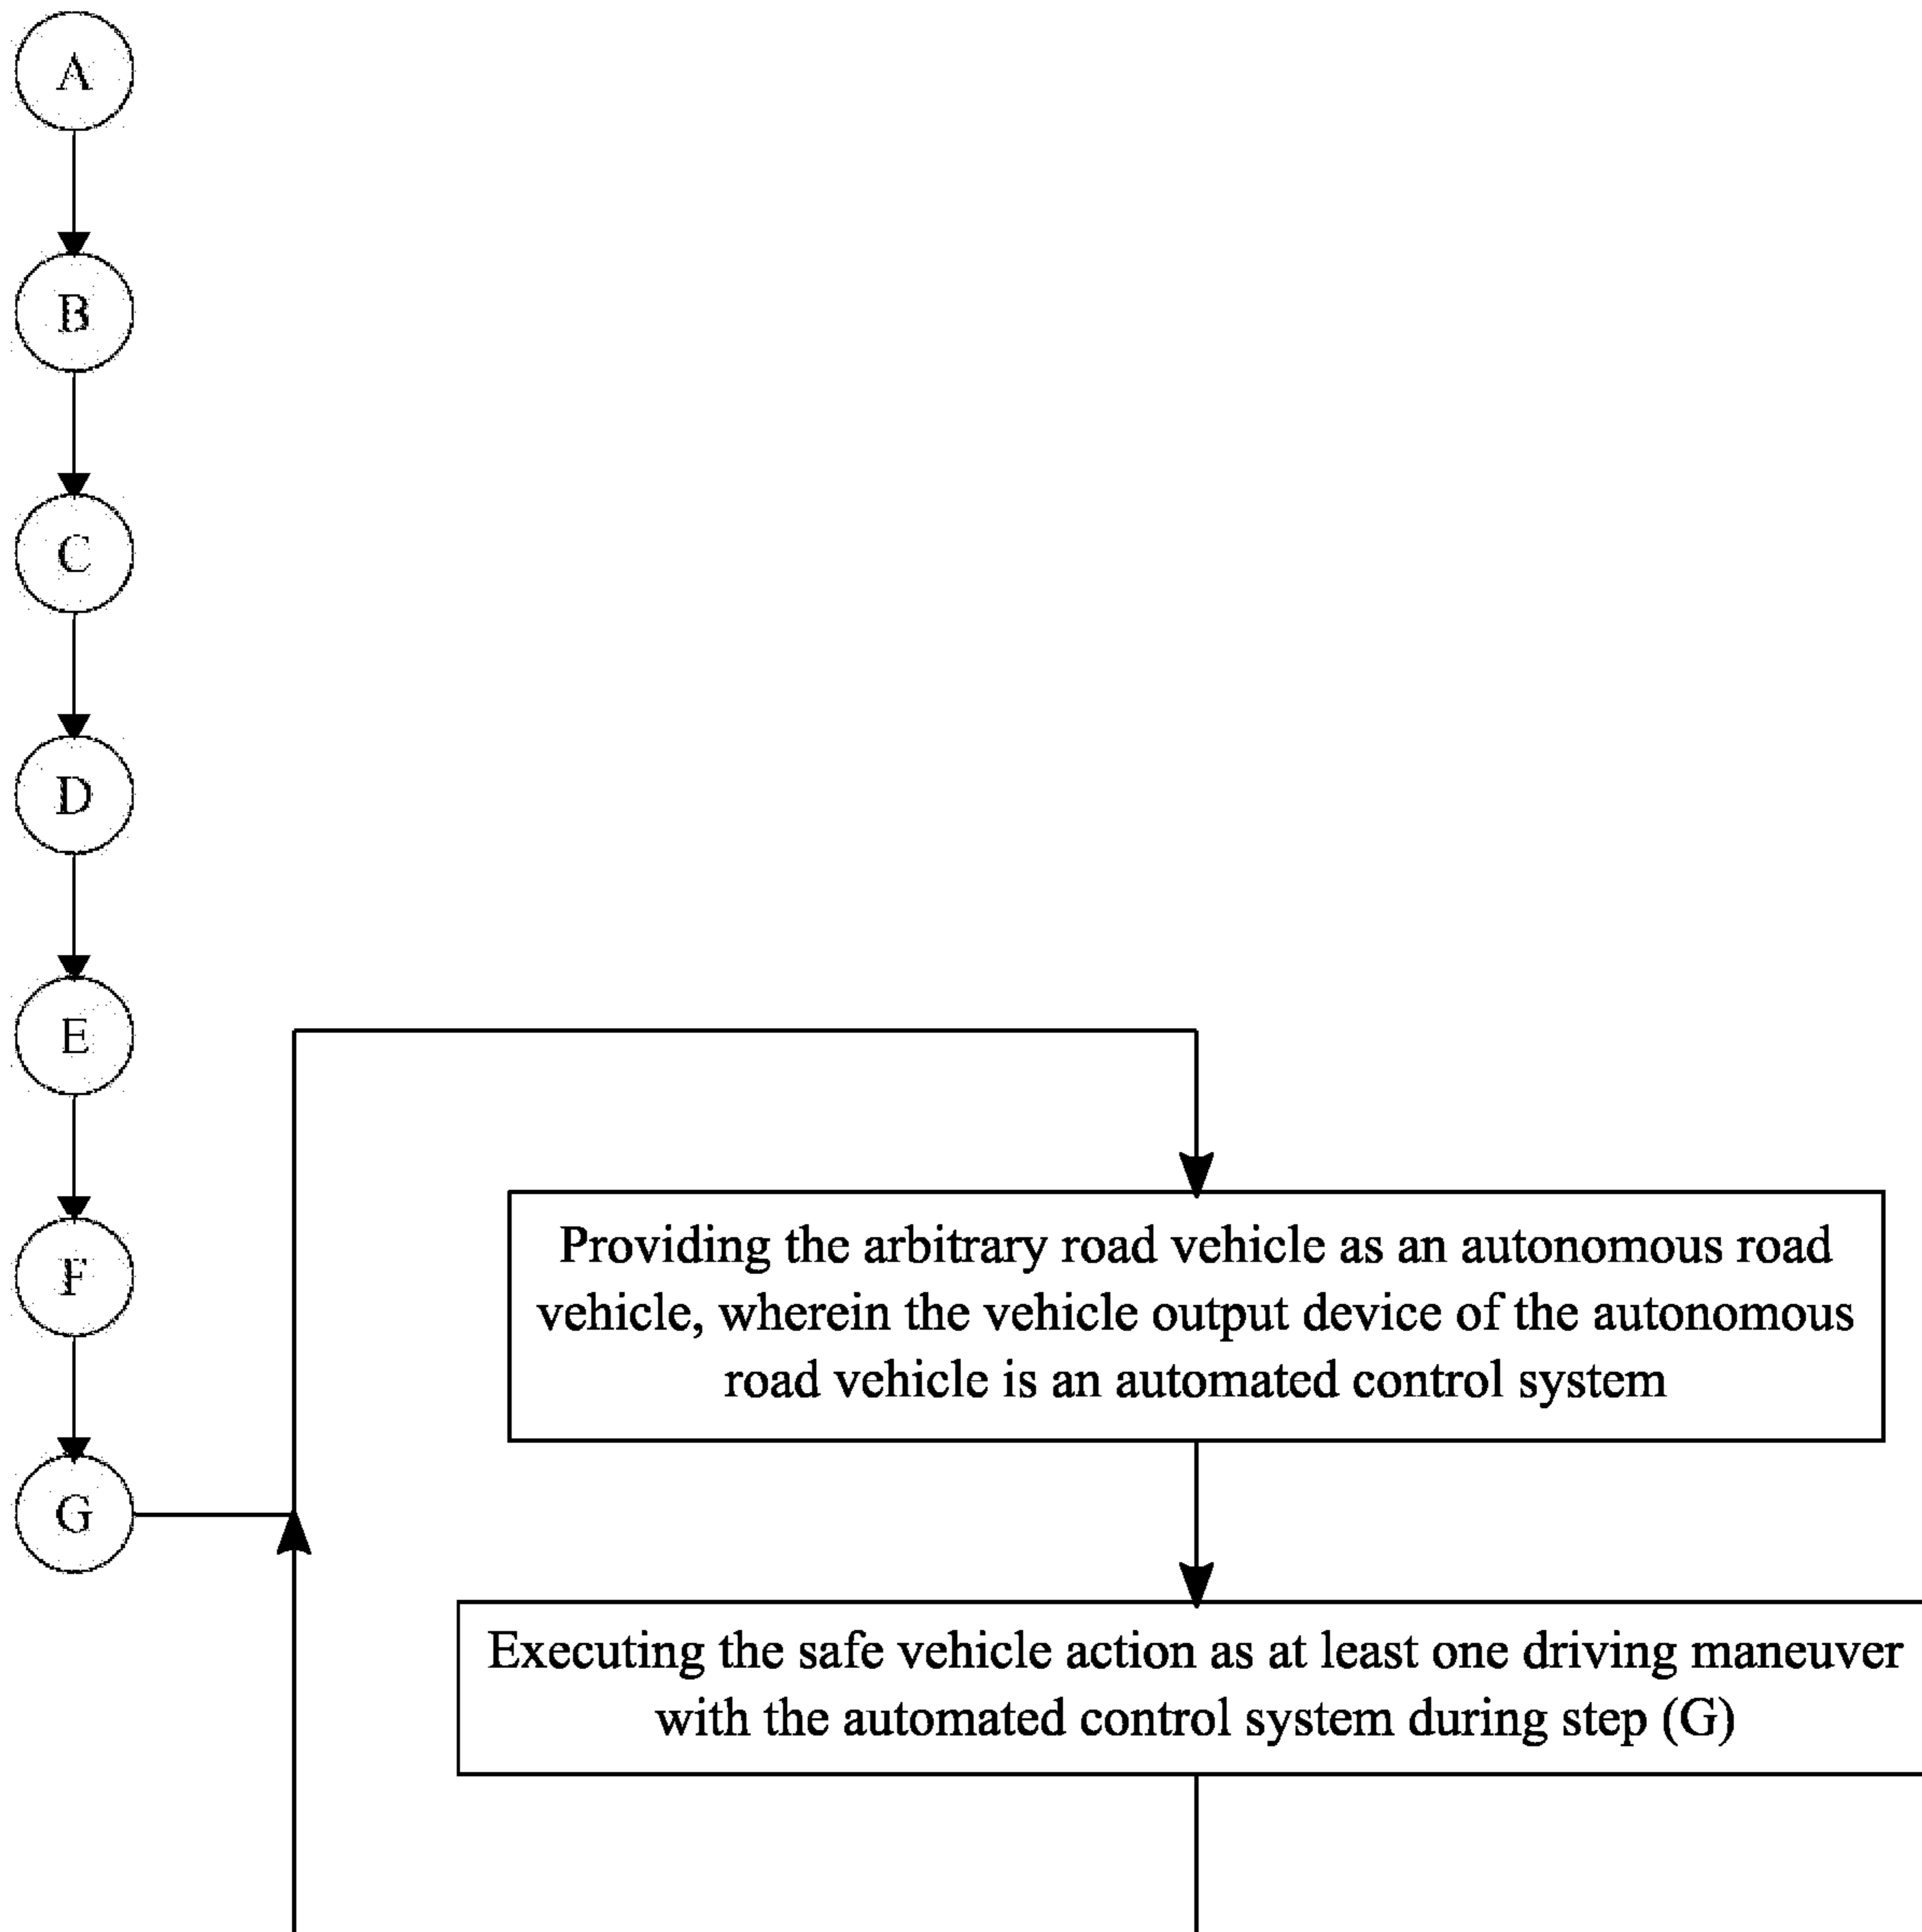 A
B
C
D
E
F
G
Providing the arbitrary road vehicle as an autonomous road
vehicle, wherein the vehicle output device of the autonomous
road vehicle is an automated control system
Executing the safe vehicle action as at least one driving maneuver
with the automated control system during step (G)